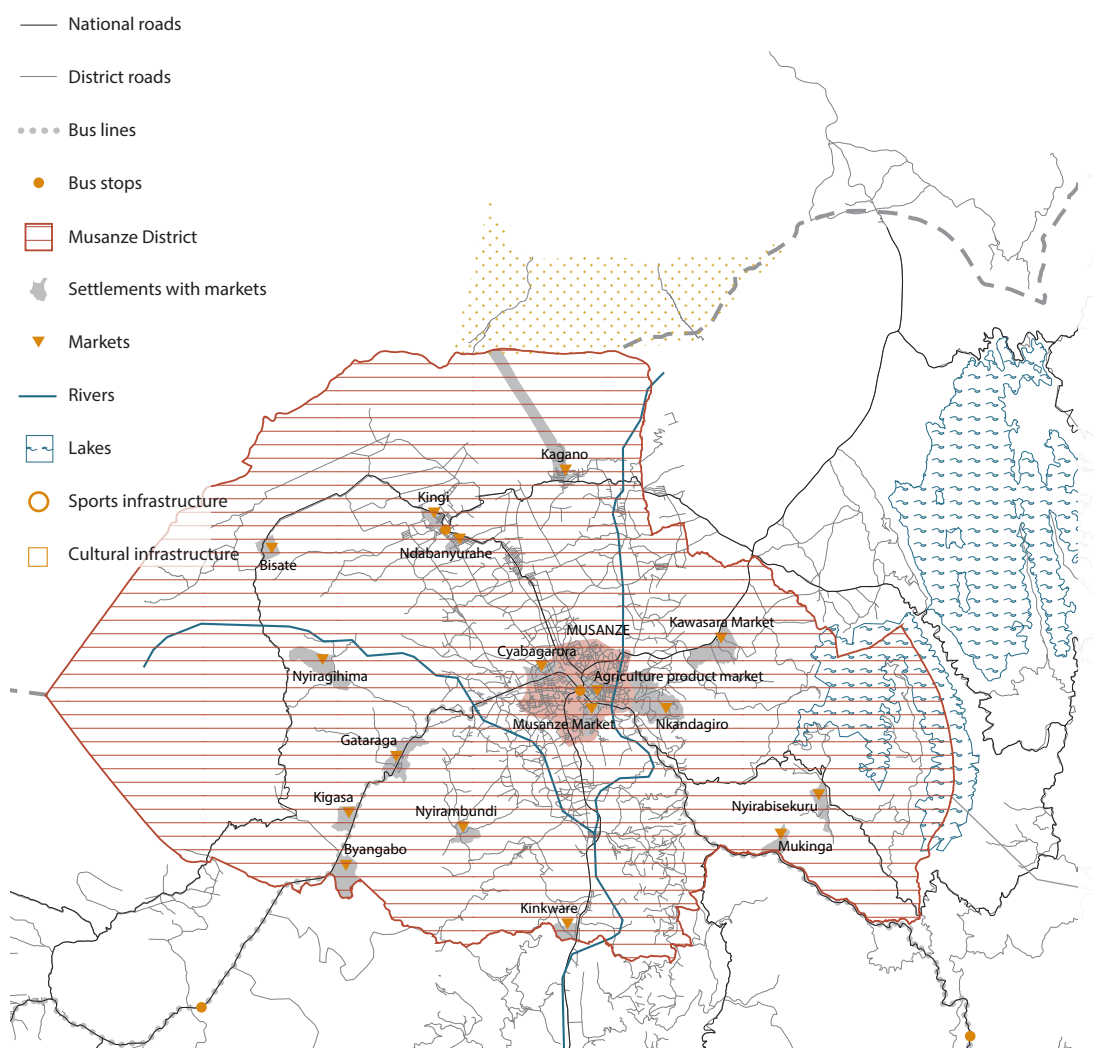 National roads
District roads
Bus lines
Bus stops
Musanze District
Settlements with markets
Markets
Rivers
Lakes
Sports infrastructure
Cultural infrastructure
Kagano
Kingi
Ndabanyurahe
Bisate
MUSANZE
Kawasara Market
Cyabagarura
Nyiragihima
Agriculture product market
Musanze Market
Nkandagiro
Gataraga
Kigasa
Nyirambundi
Nyirabisekuru
Byangabo
Mukinga
Kinkware